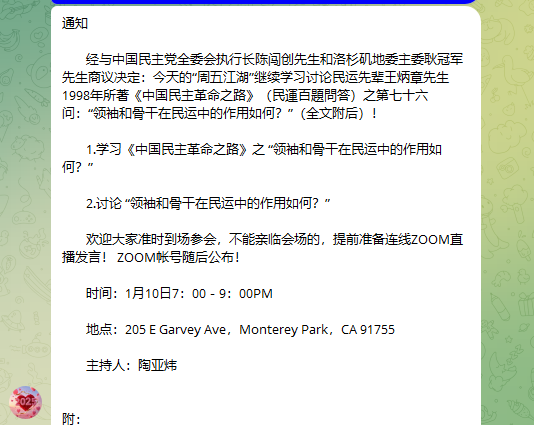 通知
经与中国民主党全委会执行长陈闯创先生和洛杉矶地委主委耿冠军
先生商议决定：今天的“周五江湖”继续学习讨论民运先辈王炳章先生
1998年所著《中国民主革命之路》（民運百題問答）之第七十六
问：“领袖和骨干在民运中的作用如何？”（全文附后）！
1.学习《中国民主革命之路》之 “领袖和骨干在民运中的作用如
何？”
2.讨论 “领袖和骨干在民运中的作用如何？”
欢迎大家准时到场参会，不能亲临会场的，提前准备连线ZOOM直
播发言！ ZOOM帐号随后公布！
时间：1月10日7：00 - 9：00PM
地点：205 E Garvey Ave，Monterey Park，CA 91755
主持人：陶亚炜
附：